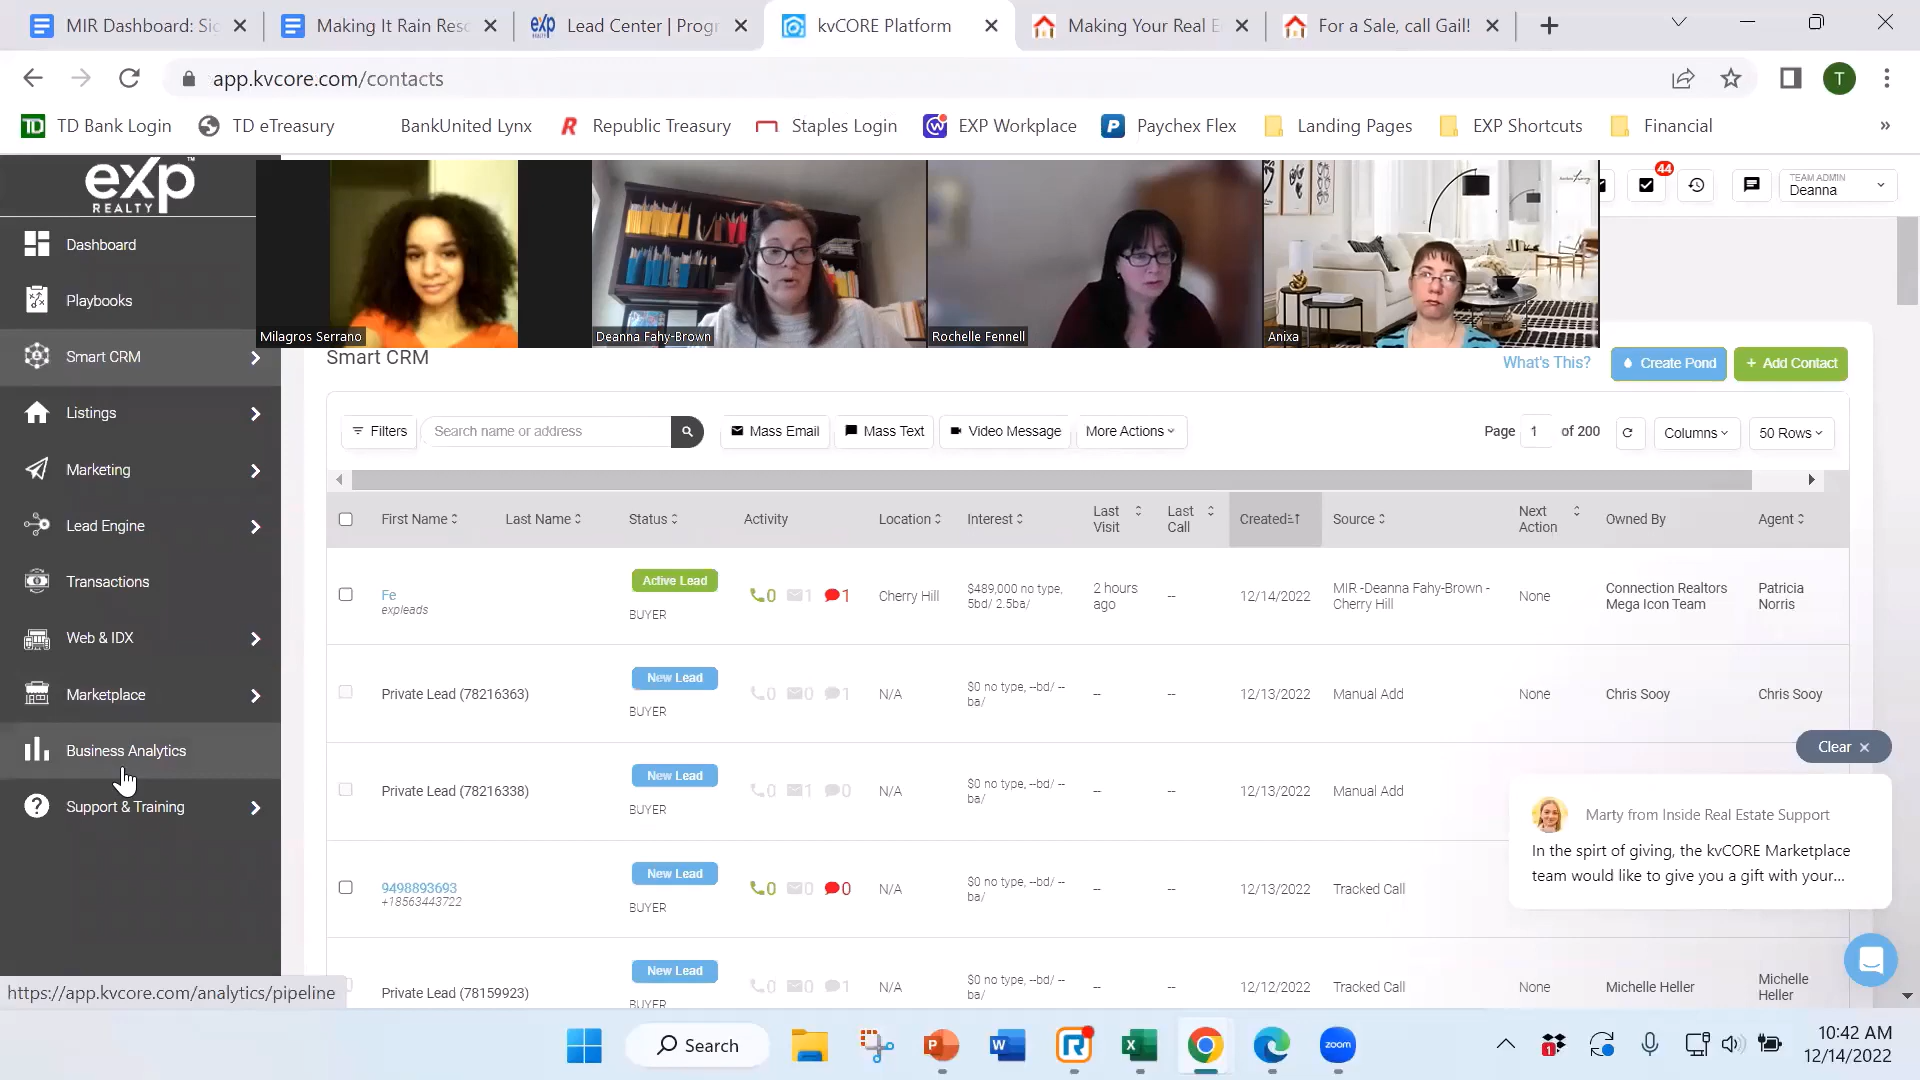 MIR Dashboard: Sig
Making It Rain Reso
Lead Center | Progr
kvCORE Platform
Making Your Real E
For a Sale, call Gail!
app.kvcore.com/contacts
T
TD Bank Login
TD eTreasury
BankUnited Lynx
Republic Treasury
Staples Login
EXP Workplace
Paychex Flex
Landing Pages
EXP Shortcuts
Financial
»
eXp
REALTY
Dashboard
Playbooks
Smart CRM
Listings
Marketing
Lead Engine
Transactions
Web & IDX
Marketplace
Business Analytics
Support & Training
https://app.kvcore.com/analytics/pipeline
Milagros Serrano
Deanna Fahy-Brown
Rochelle Fennell
Anixa
44
TEAM ADMIN
Deanna
Smart CRM
What's This?
Create Pond
+ Add Contact
Filters
Search name or address
Mass Email
Mass Text
Video Message
More Actions
Page 1 of 200
Columns
50 Rows
First Name
Last Name
Status
Activity
Location
Interest
Last Visit
Last Call
Created
Source
Next Action
Owned By
Agent
Fe
expleads
Active Lead
BUYER
0 1 1
Cherry Hill
$489,000 no type,
5bd/ 2.5ba/
2 hours
ago
--
12/14/2022
MIR -Deanna Fahy-Brown -
Cherry Hill
None
Connection Realtors
Mega Icon Team
Patricia
Norris
Private Lead (78216363)
New Lead
BUYER
0 0 1
N/A
$0 no type, --bd/ --
ba/
--
--
12/13/2022
Manual Add
None
Chris Sooy
Chris Sooy
Private Lead (78216338)
New Lead
BUYER
0 1 0
N/A
$0 no type, --bd/ --
ba/
--
--
12/13/2022
Manual Add
9498893693
+18563443722
New Lead
BUYER
0 0 0
N/A
$0 no type, --bd/ --
ba/
--
--
12/13/2022
Tracked Call
Private Lead (78159923)
New Lead
BUYER
0 0 1
N/A
$0 no type, --bd/ --
ba/
--
--
12/12/2022
Tracked Call
None
Michelle Heller
Michelle
Heller
Clear ×
Marty from Inside Real Estate Support
In the spirt of giving, the kvCORE Marketplace
team would like to give you a gift with your...
Search
P
W
R
X
zoom
1
10:42 AM
12/14/2022